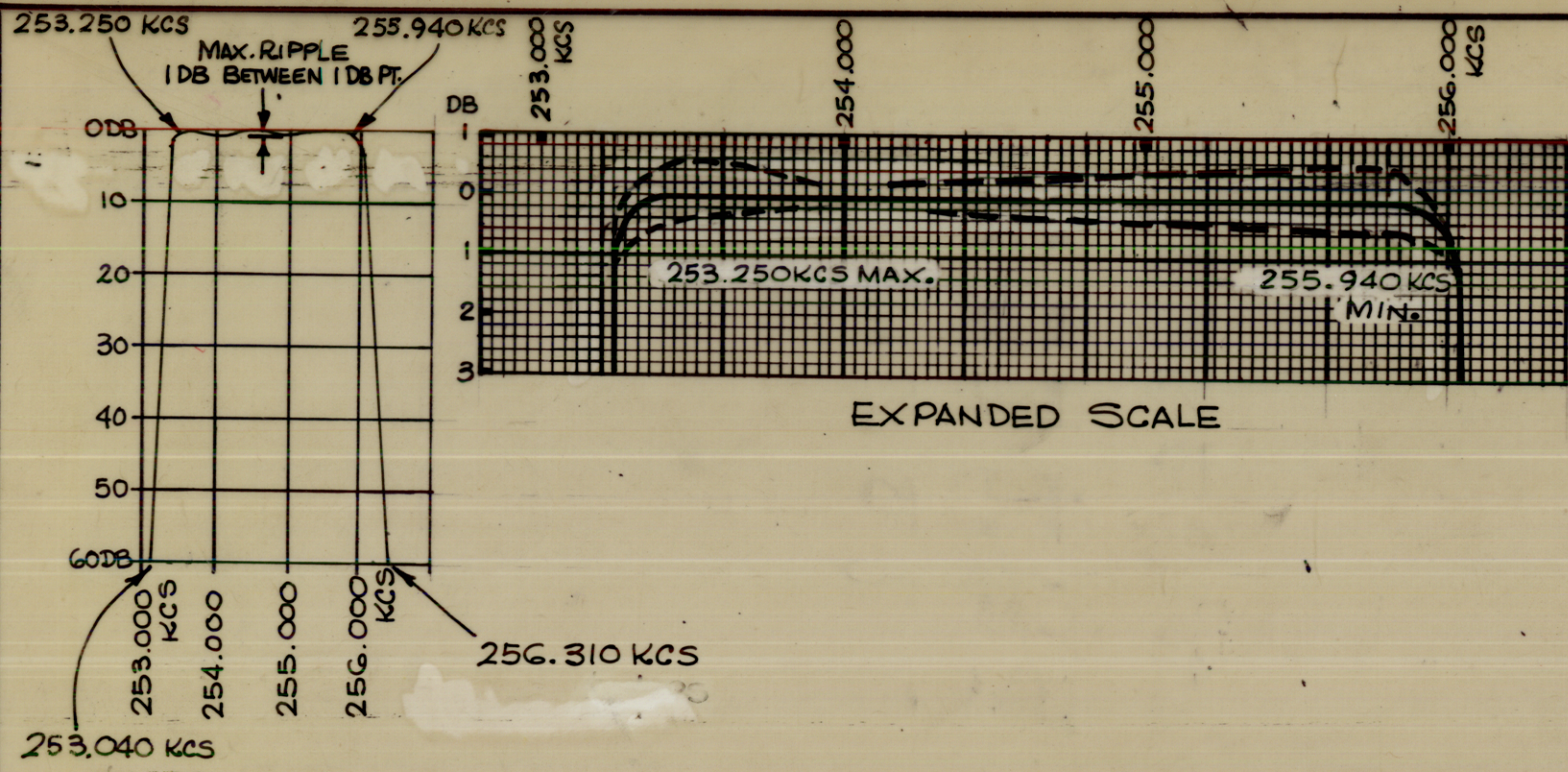 253.250 KCS
255.940 KCS
MAX. RIPPLE
1 DB BETWEEN 1 DB PT.
0DB
10
20
30
40
50
60DB
253.000 KCS
254.000
255.000
256.000 KCS
253.040 KCS
256.310 KCS
DB
1
0
1
2
3
253.000 KCS
254.000
255.000
256.000 KCS
253.250KCS MAX.
255.940 KCS
MIN.
EXPANDED SCALE